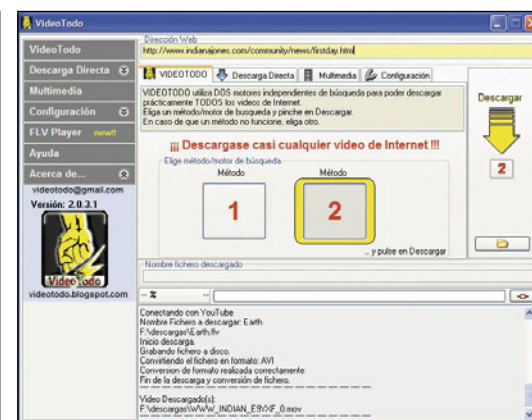 VideoTodo
VideoTodo
Descarga Directa
Multimedia
Configuración
FLV Player new!!
Ayuda
Acerca de...
videotodo@gmail.com
Versión: 2.0.3.1
VideoTodo
videotodo.blogspot.com
Dirección Web
http://www.indianajones.com/community/news/firstday.html
VIDEOTODO Descarga Directa Multimedia Configuración
VIDEOTODO utiliza DOS motores independientes de búsqueda para poder descargar
prácticamente TODOS los videos de Internet.
Elija un método/motor de busqueda y pinche en Descargar.
En caso de que un método no funcione, elija otro.
¡¡¡ Descargase casi cualquier video de Internet !!!
Elige método/motor de búsqueda
Método Método
1 2
... y pulse en Descargar
Descargar
2
Nombre fichero descargado
-- % --
<>
Conectando con YouTube
Nombre Fichero a descargar: Earth
F:\descargas\Earth.flv
Inicio descarga.
Grabando fichero a disco.
Convirtiendo el fichero en formato: AVI
Conversion de formato realizada correctamente
Fin de la descarga y conversión de fichero.
Video Descargado(s):